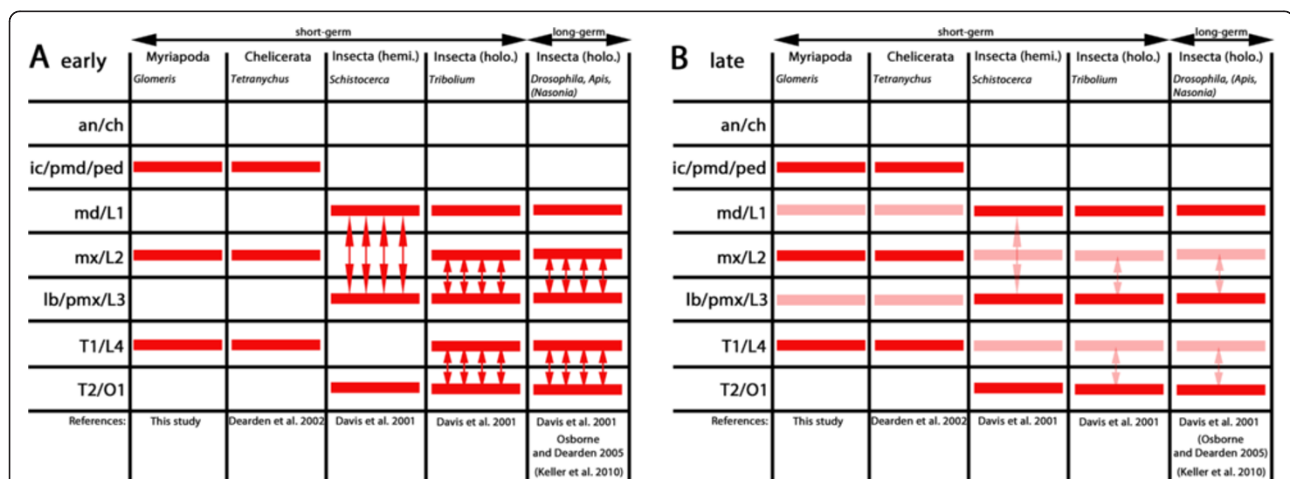 short-germ long-germ
A early
Myriapoda Chelicerata Insecta (hemi.) Insecta (holo.) Insecta (holo.)
Glomeris Tetranychus Schistocerca Tribolium Drosophila, Apis,
(Nasonia)
an/ch
ic/pmd/ped
md/L1
mx/L2
lb/pmx/L3
T1/L4
T2/O1
References: This study Dearden et al. 2002 Davis et al. 2001 Davis et al. 2001 Davis et al. 2001
Osborne
and Dearden 2005
(Keller et al. 2010)
short-germ long-germ
B late
Myriapoda Chelicerata Insecta (hemi.) Insecta (holo.) Insecta (holo.)
Glomeris Tetranychus Schistocerca Tribolium Drosophila, (Apis,
Nasonia)
an/ch
ic/pmd/ped
md/L1
mx/L2
lb/pmx/L3
T1/L4
T2/O1
References: This study Dearden et al. 2002 Davis et al. 2001 Davis et al. 2001 Davis et al. 2001
(Osborne
and Dearden 2005)
(Keller et al. 2010)